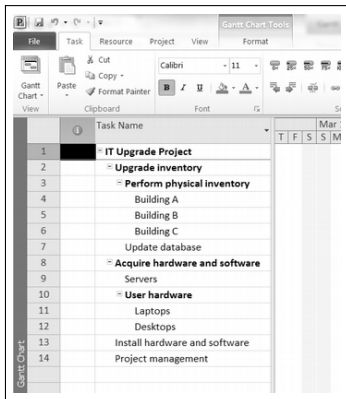 Gantt Chart Tools
File Task Resource Project View Format
Gantt Chart
View
Paste
Cut
Copy
Format Painter
Clipboard
Calibri 11
B I U A
Font
Task Name
Mar
T F S S M
1 IT Upgrade Project
2 Upgrade inventory
3 Perform physical inventory
4 Building A
5 Building B
6 Building C
7 Update database
8 Acquire hardware and software
9 Servers
10 User hardware
11 Laptops
12 Desktops
13 Install hardware and software
14 Project management
Gantt Chart